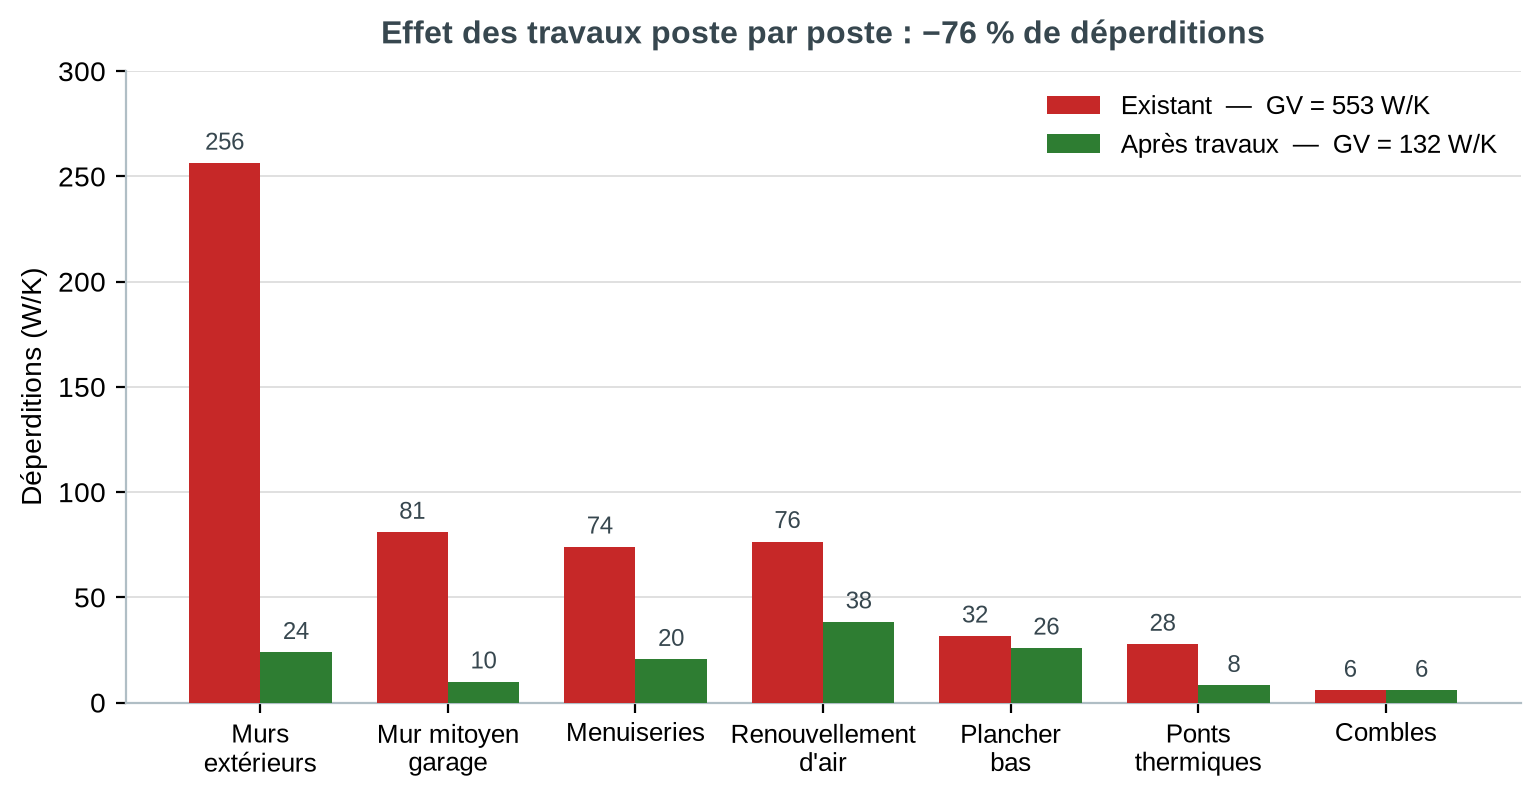 Effet des travaux poste par poste : −76 % de déperditions
Existant — GV = 553 W/K
Après travaux — GV = 132 W/K
Déperditions (W/K)
300
250
200
150
100
50
0
256
24
81
10
74
20
76
38
32
26
28
8
6
6
Murs
extérieurs
Mur mitoyen
garage
Menuiseries
Renouvellement
d'air
Plancher
bas
Ponts
thermiques
Combles